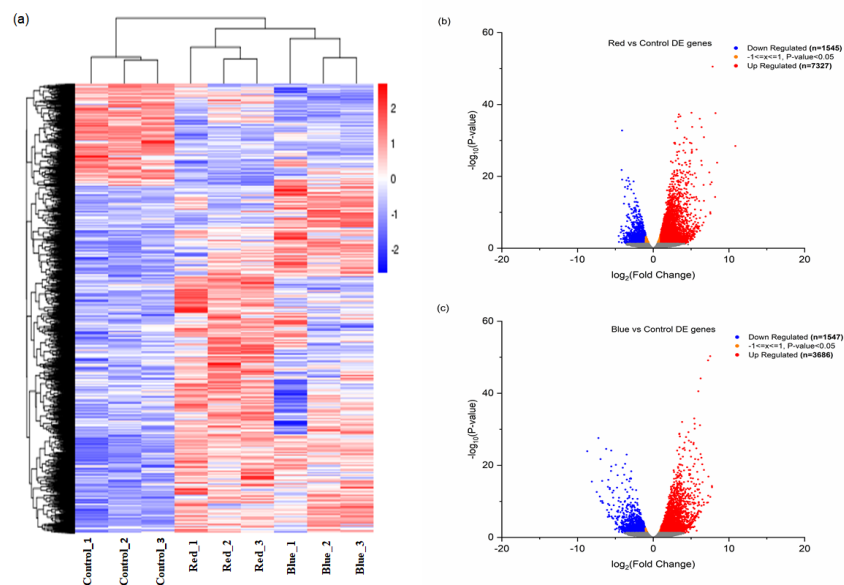 (a)
2
1
0
-1
-2
Control_1
Control_2
Control_3
Red_1
Red_2
Red_3
Blue_1
Blue_2
Blue_3
(b)
Red vs Control DE genes
Down Regulated (n=1545)
-1<=x<=1, P-value<0.05
Up Regulated (n=7327)
60
40
20
0
-log10(P-value)
-20
-10
0
10
20
log2(Fold Change)
(c)
Blue vs Control DE genes
Down Regulated (n=1547)
-1<=x<=1, P-value<0.05
Up Regulated (n=3686)
60
40
20
0
-log10(P-value)
-20
-10
0
10
20
log2(Fold Change)